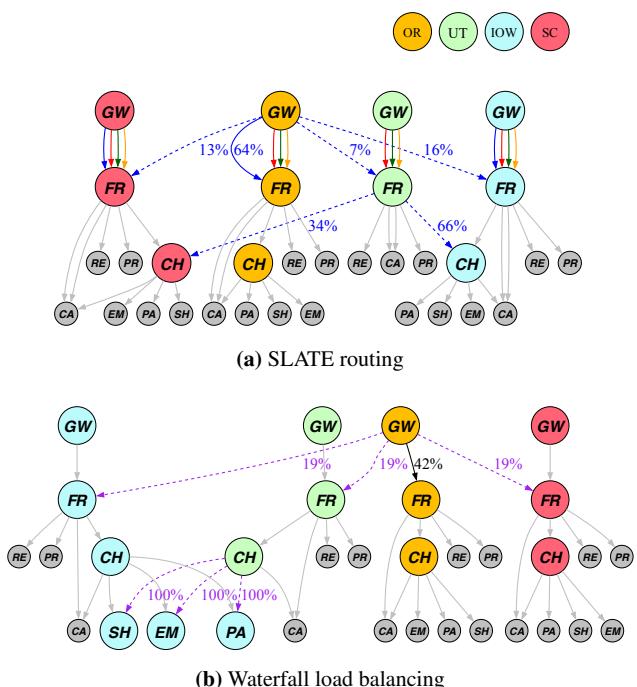 OR UT IOW SC
GW GW GW GW
13% 64% 7% 16%
FR FR FR FR
34% 66%
RE PR CH CH RE PR RE CA PR CH RE PR
CA EM PA SH CA PA SH EM PA SH EM CA
(a) SLATE routing
GW GW GW GW
19% 19% 42% 19%
FR FR FR FR
RE PR CH CH RE PR CH RE PR CH RE PR
100% 100% 100%
CA SH EM PA CA CA EM PA SH CA PA SH EM
(b) Waterfall load balancing